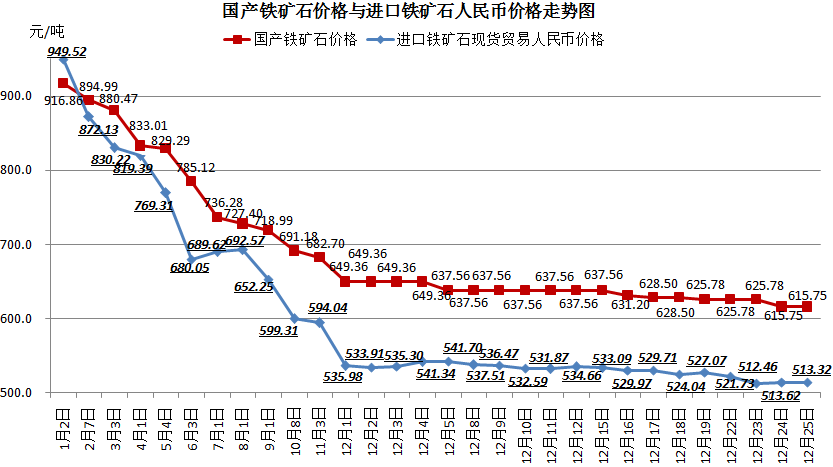 国产铁矿石价格与进口铁矿石人民币价格走势图
元/吨
国产铁矿石价格 进口铁矿石现货贸易人民币价格
900.0
800.0
700.0
600.0
500.0
916.86 894.99 880.47 833.01 829.29 785.12 736.28 727.40 718.99 691.18 682.70 649.36 649.36 649.36 649.36 637.56 637.56 637.56 637.56 637.56 637.56 637.56 631.20 628.50 628.50 625.78 625.78 625.78 615.75 615.75
949.52 872.13 830.22 819.39 769.31 680.05 689.62 692.57 652.25 599.31 594.04 535.98 533.91 535.30 541.34 541.70 537.51 536.47 532.59 531.87 534.66 533.09 529.97 529.71 524.04 527.07 521.73 512.46 513.62 513.32
1月2日 2月7日 3月3日 4月1日 5月4日 6月3日 7月1日 8月1日 9月1日 10月8日 11月3日 12月1日 12月2日 12月3日 12月4日 12月5日 12月8日 12月9日 12月10日 12月11日 12月12日 12月15日 12月16日 12月17日 12月18日 12月19日 12月22日 12月23日 12月24日 12月25日